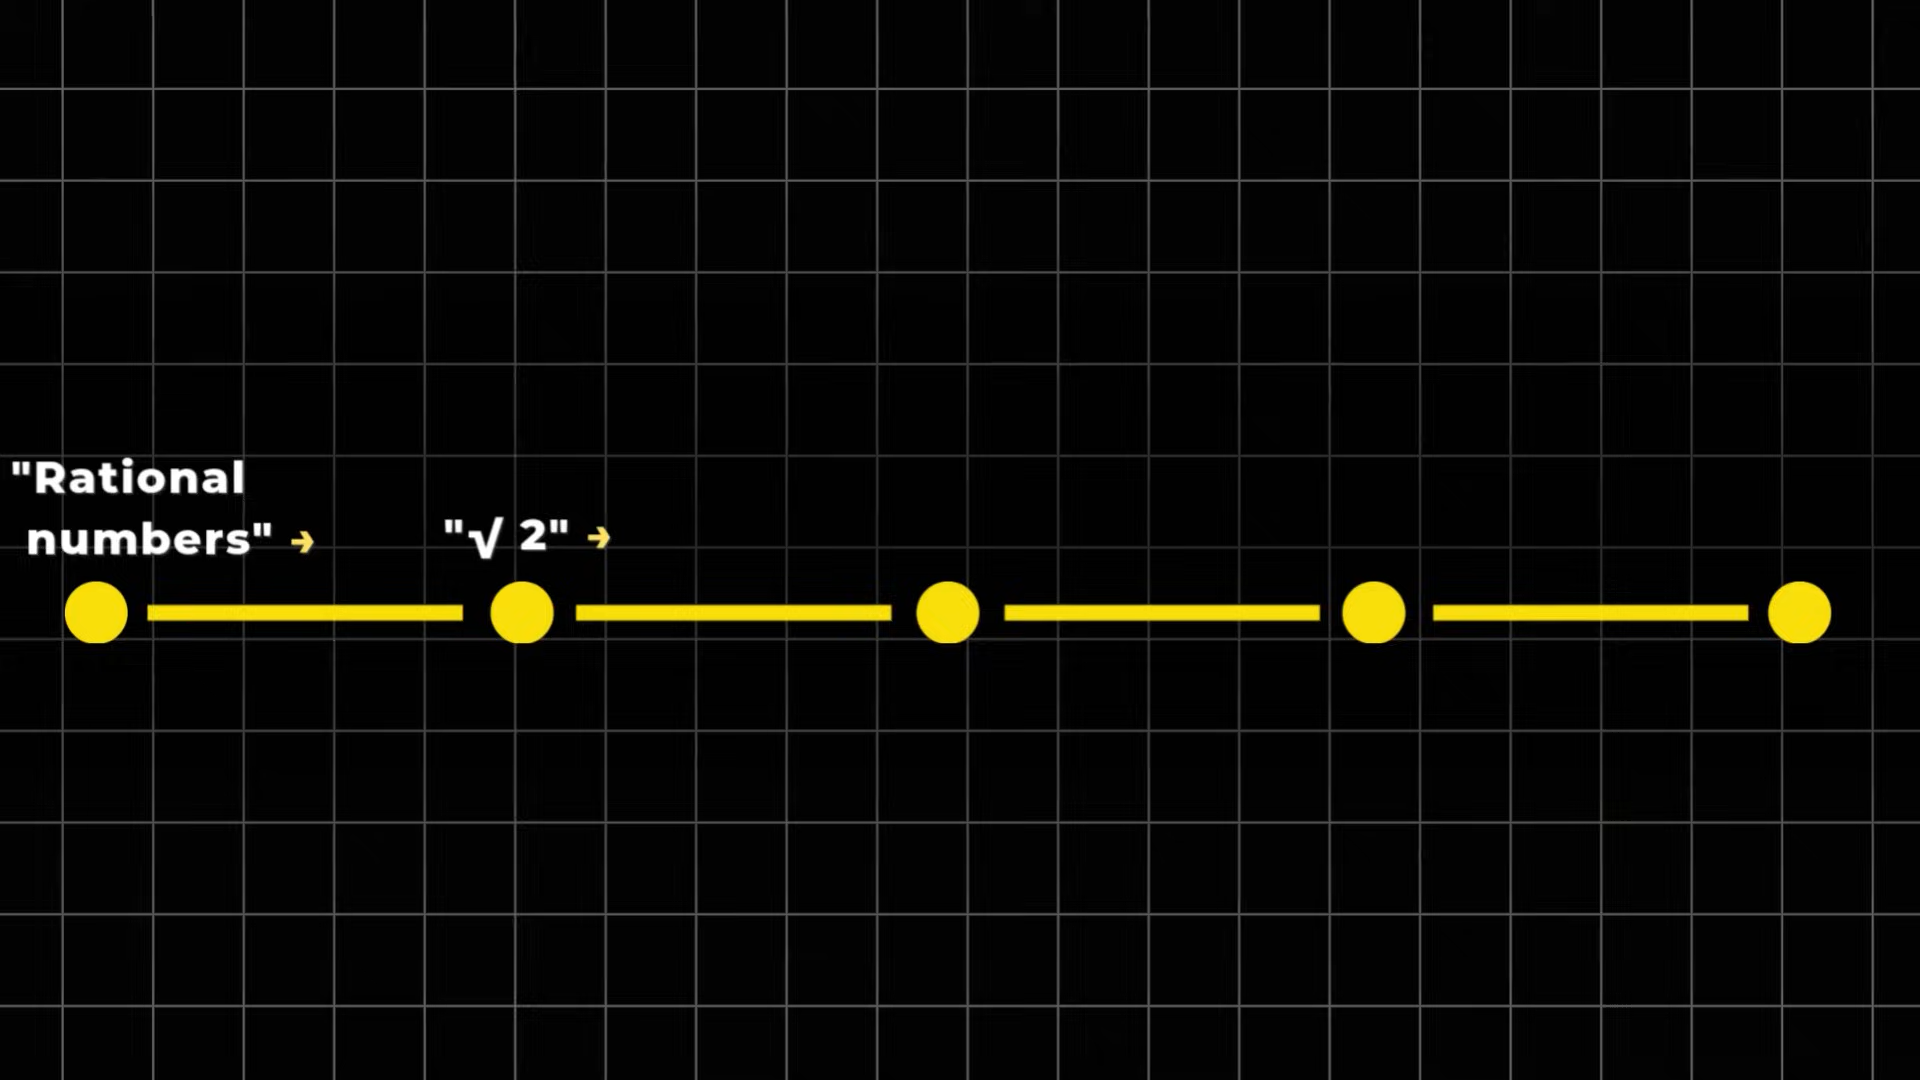 "Rational
numbers" →
"√ 2" →